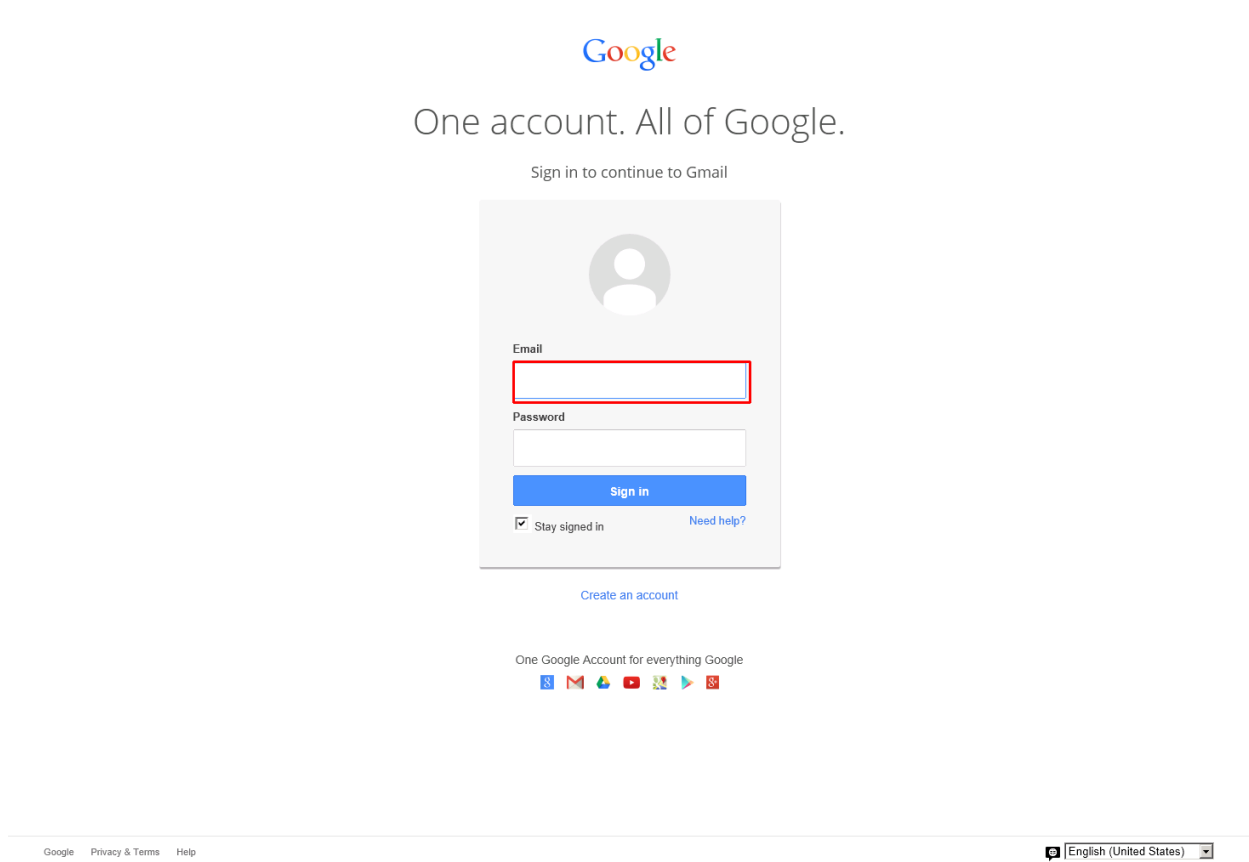 Google
One account. All of Google.
Sign in to continue to Gmail
Email
Password
Sign in
Stay signed in
Need help?
Create an account
One Google Account for everything Google
Google Privacy & Terms Help
English (United States)